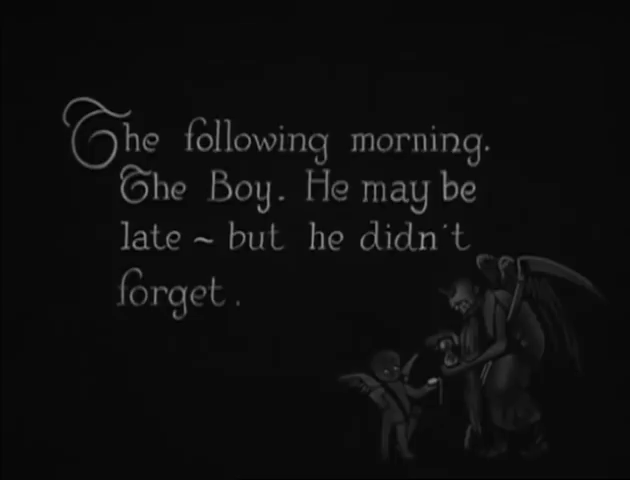 The following morning.
The Boy. He may be
late ~ but he didn't
forget.